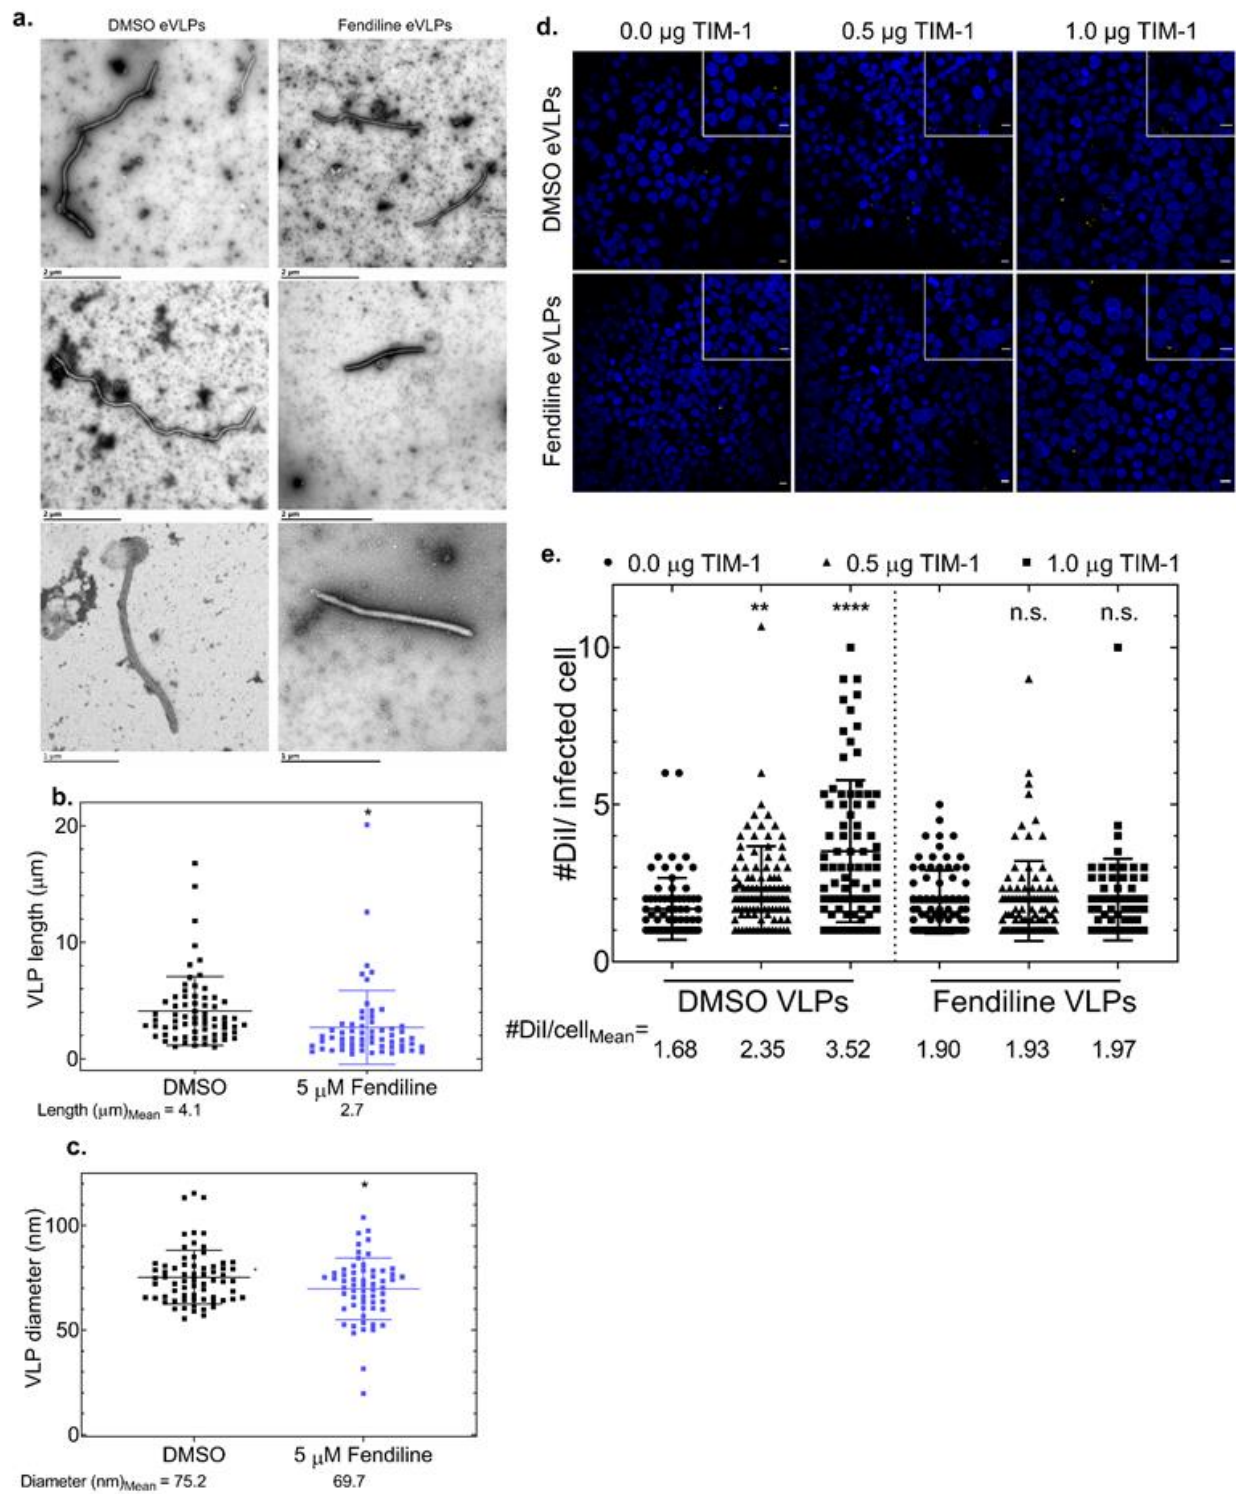 a.
DMSO eVLPs
Fendiline eVLPs
2 μm
2 μm
2 μm
2 μm
1 μm
1 μm
b.
*
20
10
0
VLP length (μm)
DMSO
5 μM Fendiline
Length (μm)Mean = 4.1
2.7
c.
*
100
50
0
VLP diameter (nm)
DMSO
5 μM Fendiline
Diameter (nm)Mean = 75.2
69.7
d.
0.0 μg TIM-1
0.5 μg TIM-1
1.0 μg TIM-1
DMSO eVLPs
Fendiline eVLPs
e.
0.0 μg TIM-1
0.5 μg TIM-1
1.0 μg TIM-1
**
****
n.s.
n.s.
10
5
0
#DiI/ infected cell
DMSO VLPs
Fendiline VLPs
#DiI/cellMean=
1.68
2.35
3.52
1.90
1.93
1.97